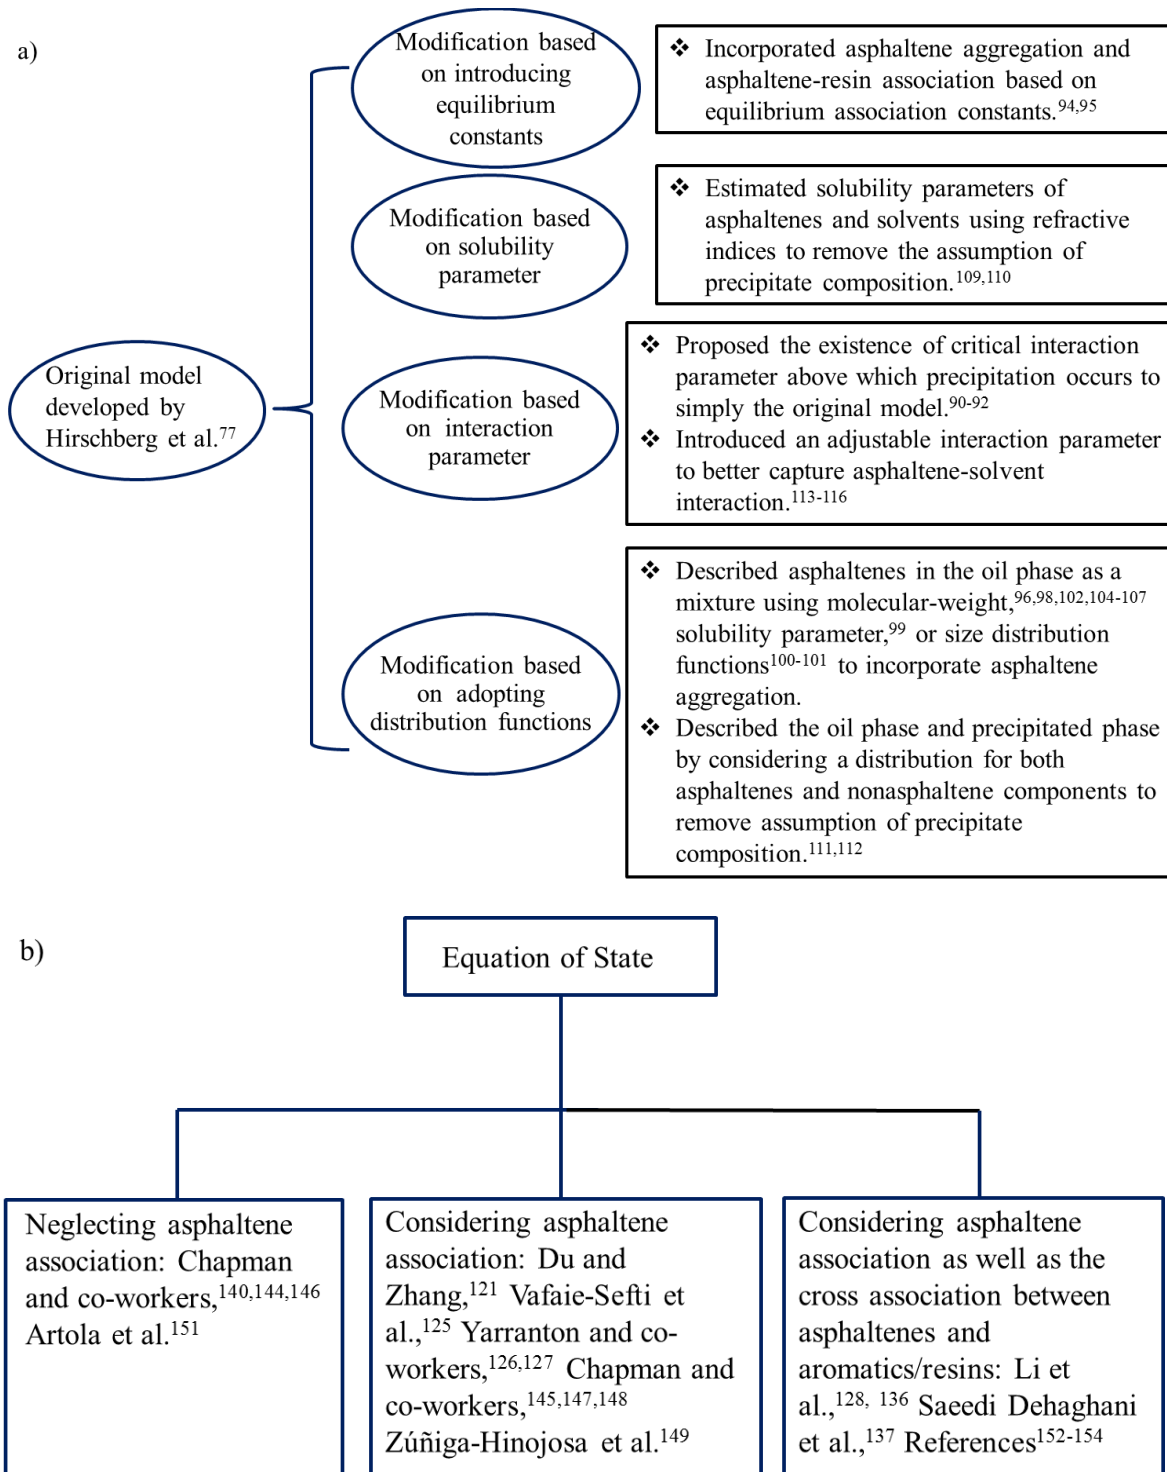 a)
Original model
developed by
Hirschberg et al.77
Modification based
on introducing
equilibrium
constants
❖ Incorporated asphaltene aggregation and
asphaltene-resin association based on
equilibrium association constants.94,95
Modification based
on solubility
parameter
❖ Estimated solubility parameters of
asphaltenes and solvents using refractive
indices to remove the assumption of
precipitate composition.109,110
Modification based
on interaction
parameter
❖ Proposed the existence of critical interaction
parameter above which precipitation occurs to
simply the original model.90-92
❖ Introduced an adjustable interaction parameter
to better capture asphaltene-solvent
interaction.113-116
Modification based
on adopting
distribution functions
❖ Described asphaltenes in the oil phase as a
mixture using molecular-weight,96,98,102,104-107
solubility parameter,99 or size distribution
functions100-101 to incorporate asphaltene
aggregation.
❖ Described the oil phase and precipitated phase
by considering a distribution for both
asphaltenes and nonasphaltene components to
remove assumption of precipitate
composition.111,112
b)
Equation of State
Neglecting asphaltene
association: Chapman
and co-workers,140,144,146
Artola et al.151
Considering asphaltene
association: Du and
Zhang,121 Vafaie-Sefti et
al.,125 Yarranton and co-
workers,126,127 Chapman and
co-workers,145,147,148
Zúñiga-Hinojosa et al.149
Considering asphaltene
association as well as the
cross association between
asphaltenes and
aromatics/resins: Li et
al.,128, 136 Saeedi Dehaghani
et al.,137 References152-154